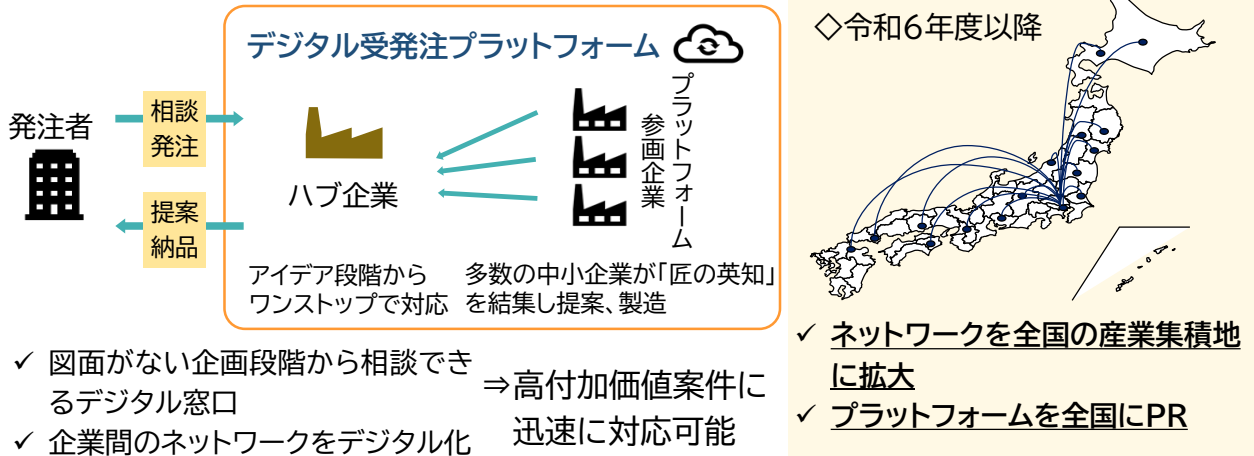 デジタル受発注プラットフォーム
発注者
相談
発注
提案
納品
ハブ企業
プラットフォーム
参画企業
アイデア段階から
ワンストップで対応
多数の中小企業が「匠の英知」
を結集し提案、製造
✓ 図面がない企画段階から相談でき
るデジタル窓口
✓ 企業間のネットワークをデジタル化
⇒高付加価値案件に
迅速に対応可能
◇令和6年度以降
✓ ネットワークを全国の産業集積地
に拡大
✓ プラットフォームを全国にPR